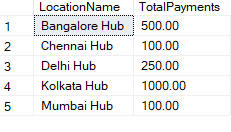 LocationName TotalPayments
1 Bangalore Hub 500.00
2 Chennai Hub 100.00
3 Delhi Hub 250.00
4 Kolkata Hub 1000.00
5 Mumbai Hub 100.00